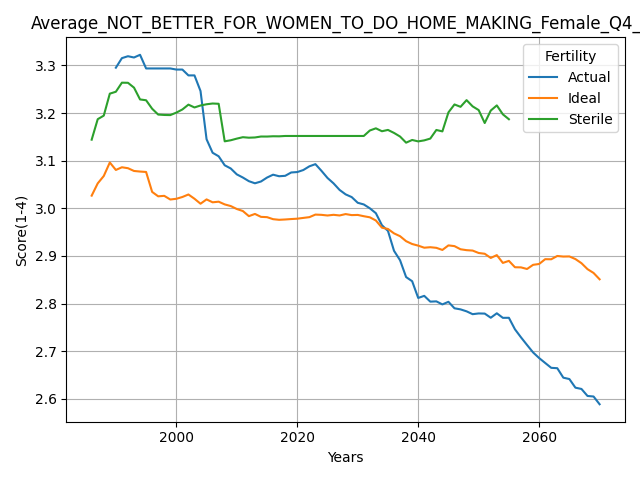 Average_NOT_BETTER_FOR_WOMEN_TO_DO_HOME_MAKING_Female_Q4_
Fertility
Actual
Ideal
Sterile
3.3
3.2
3.1
3.0
2.9
2.8
2.7
2.6
Score(1-4)
2000 2020 2040 2060
Years